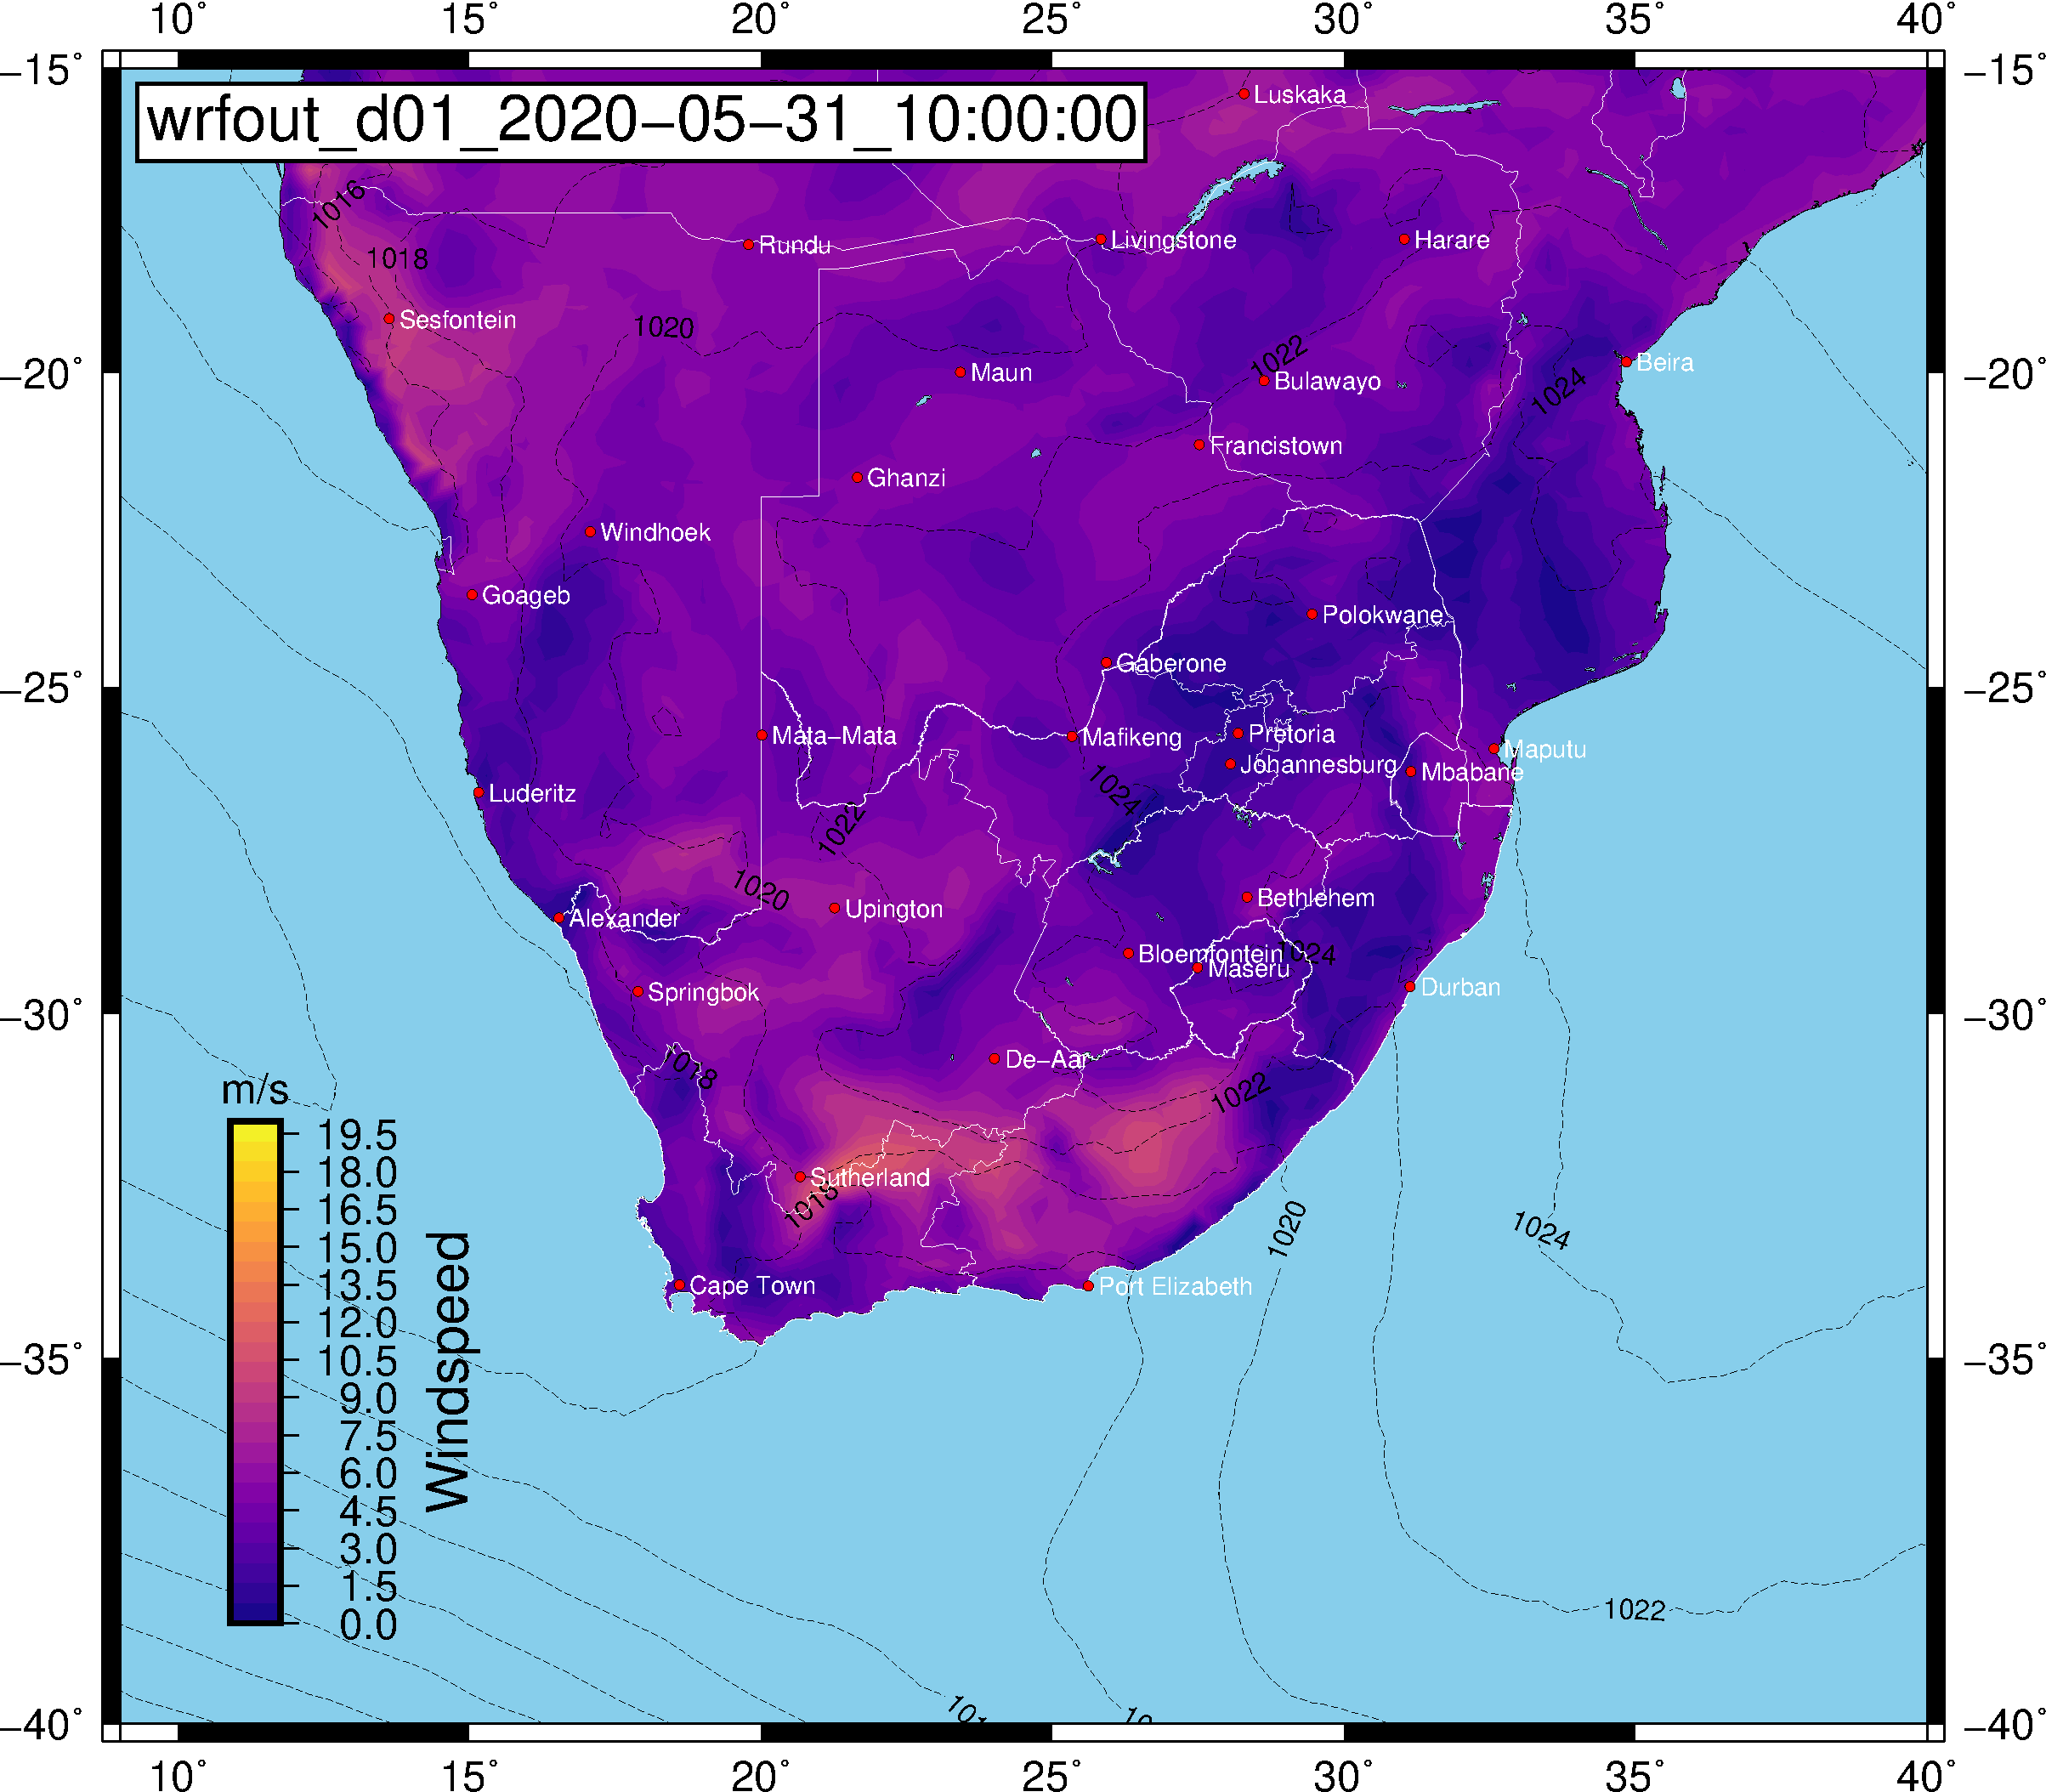 10° 15° 20° 25° 30° 35° 40°
−15° −15°
wrfout_d01_2020−05−31_10:00:00
Luskaka
1016
Rundu
Livingstone
Harare
1018
Sesfontein
1020
1022
Beira
−20° −20°
Maun
Bulawayo
1024
Francistown
Ghanzi
Windhoek
Goageb
Polokwane
Gaberone
−25° −25°
Mata−Mata
Mafikeng
Pretoria
Maputu
Johannesburg
Mbabane
Luderitz
1024
1022
1020
Bethlehem
Upington
Alexander
Bloemfontein
1024
Maseru
Springbok
Durban
−30° −30°
De−Aar
1018
1022
m/s
Sutherland
1018
1020
1024
Cape Town
Port Elizabeth
19.5
18.0
16.5
15.0
13.5
12.0
10.5
9.0
7.5
6.0
4.5
3.0
1.5
0.0
Windspeed
−35° −35°
1022
−40° −40°
10° 15° 20° 25° 30° 35° 40°